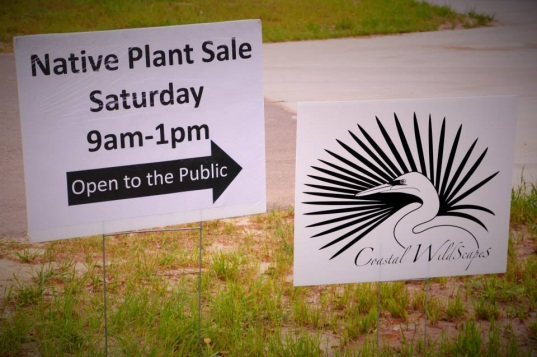 Native Plant Sale
Saturday
9am-1pm
Open to the Public
Coastal WildScapes